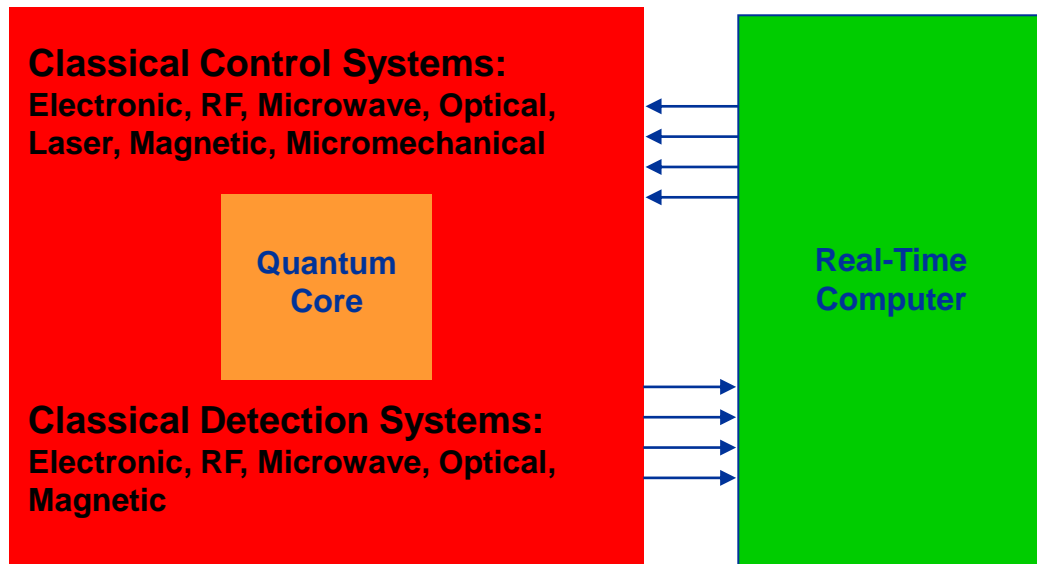 Classical Control Systems:
Electronic, RF, Microwave, Optical,
Laser, Magnetic, Micromechanical
Quantum
Core
Real-Time
Computer
Classical Detection Systems:
Electronic, RF, Microwave, Optical,
Magnetic